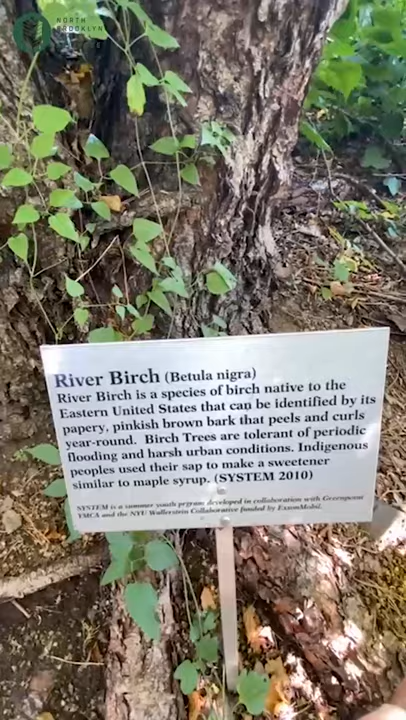 NORTH
BROOKLYN
River Birch (Betula nigra)
River Birch is a species of birch native to the
Eastern United States that can be identified by its
papery, pinkish brown bark that peels and curls
year-round. Birch Trees are tolerant of periodic
flooding and harsh urban conditions. Indigenous
peoples used their sap to make a sweetener
similar to maple syrup. (SYSTEM 2010)
SYSTEM is a summer youth program developed in collaboration with Greenpoint
YMCA and the NYU Wallerstein Collaborative funded by ExxonMobil.